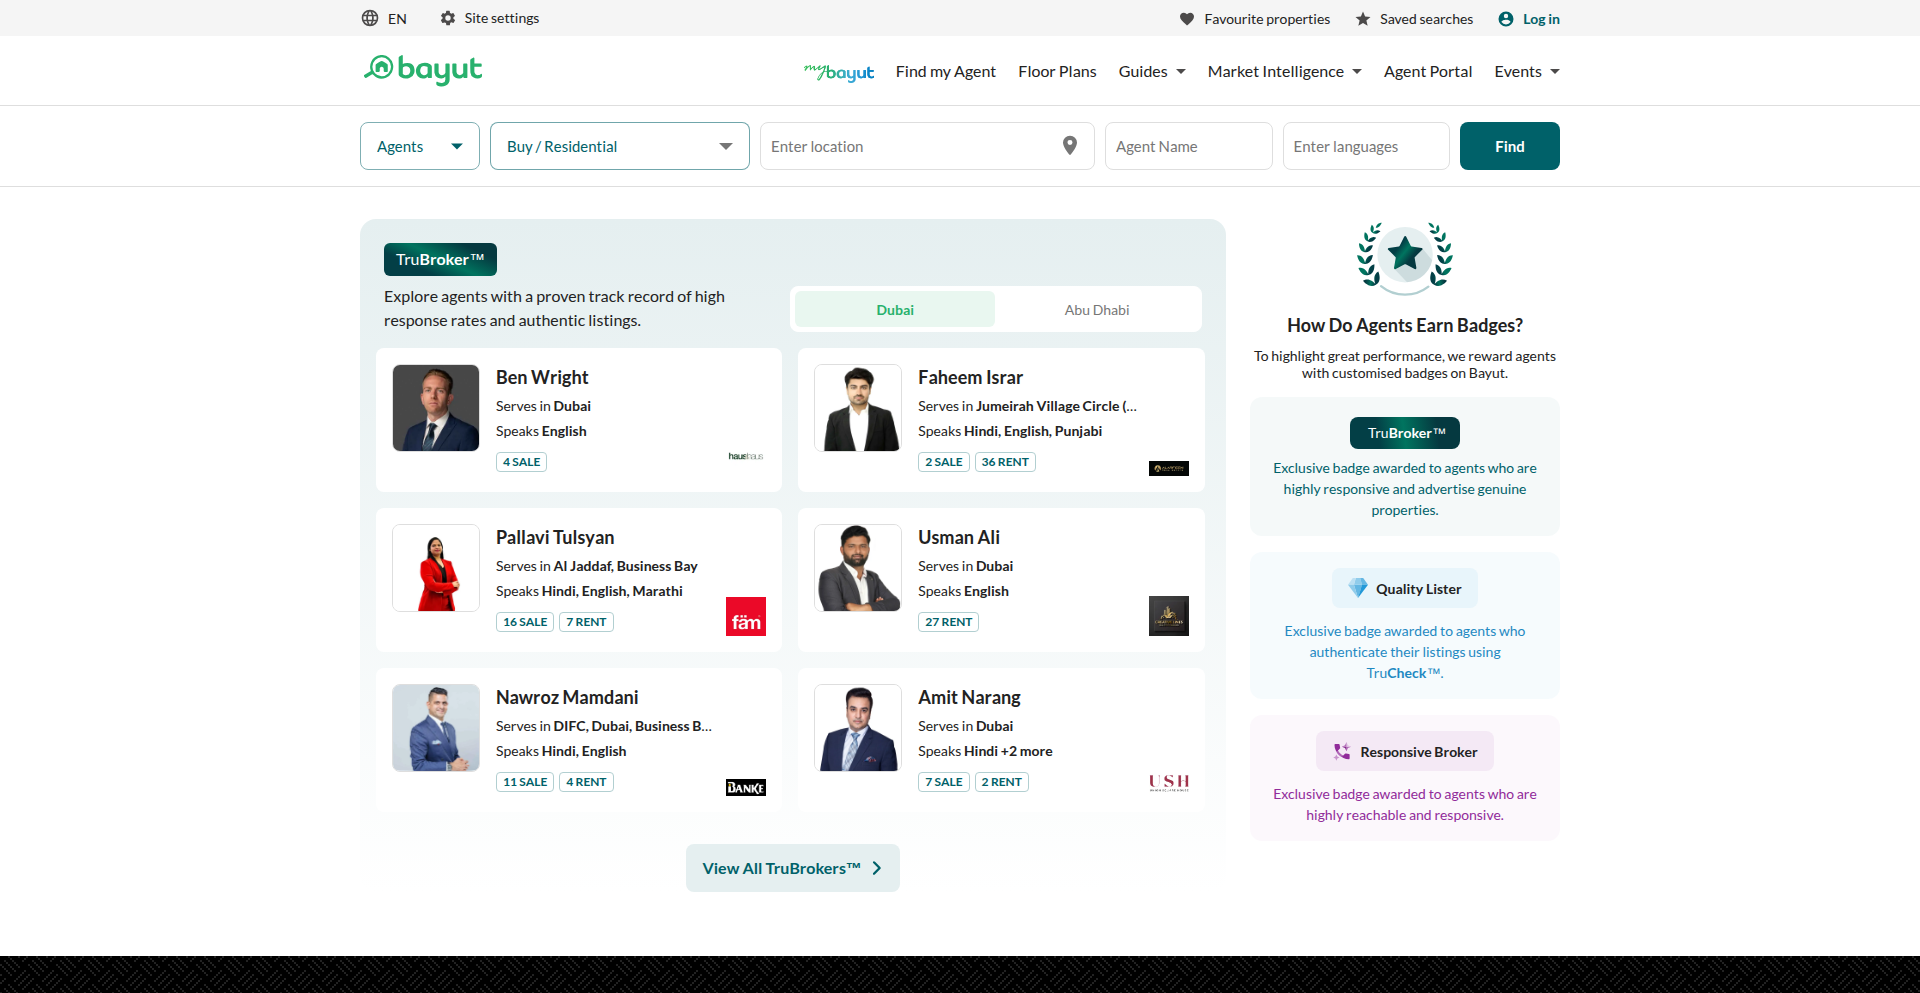 EN
Site settings
Favourite properties
Saved searches
Log in
bayut
mybayut
Find my Agent
Floor Plans
Guides
Market Intelligence
Agent Portal
Events
Agents
Buy / Residential
Enter location
Agent Name
Enter languages
Find
TruBroker™
Explore agents with a proven track record of high
response rates and authentic listings.
Dubai
Abu Dhabi
Ben Wright
Serves in Dubai
Speaks English
4 SALE
haus haus
Faheem Israr
Serves in Jumeirah Village Circle (...
Speaks Hindi, English, Punjabi
2 SALE
36 RENT
Pallavi Tulsyan
Serves in Al Jaddaf, Business Bay
Speaks Hindi, English, Marathi
16 SALE
7 RENT
fäm
Usman Ali
Serves in Dubai
Speaks English
27 RENT
Nawroz Mamdani
Serves in DIFC, Dubai, Business B...
Speaks Hindi, English
11 SALE
4 RENT
BANKE
Amit Narang
Serves in Dubai
Speaks Hindi +2 more
7 SALE
2 RENT
USH
View All TruBrokers™
How Do Agents Earn Badges?
To highlight great performance, we reward agents
with customised badges on Bayut.
TruBroker™
Exclusive badge awarded to agents who are
highly responsive and advertise genuine
properties.
Quality Lister
Exclusive badge awarded to agents who
authenticate their listings using
TruCheck™.
Responsive Broker
Exclusive badge awarded to agents who are
highly reachable and responsive.